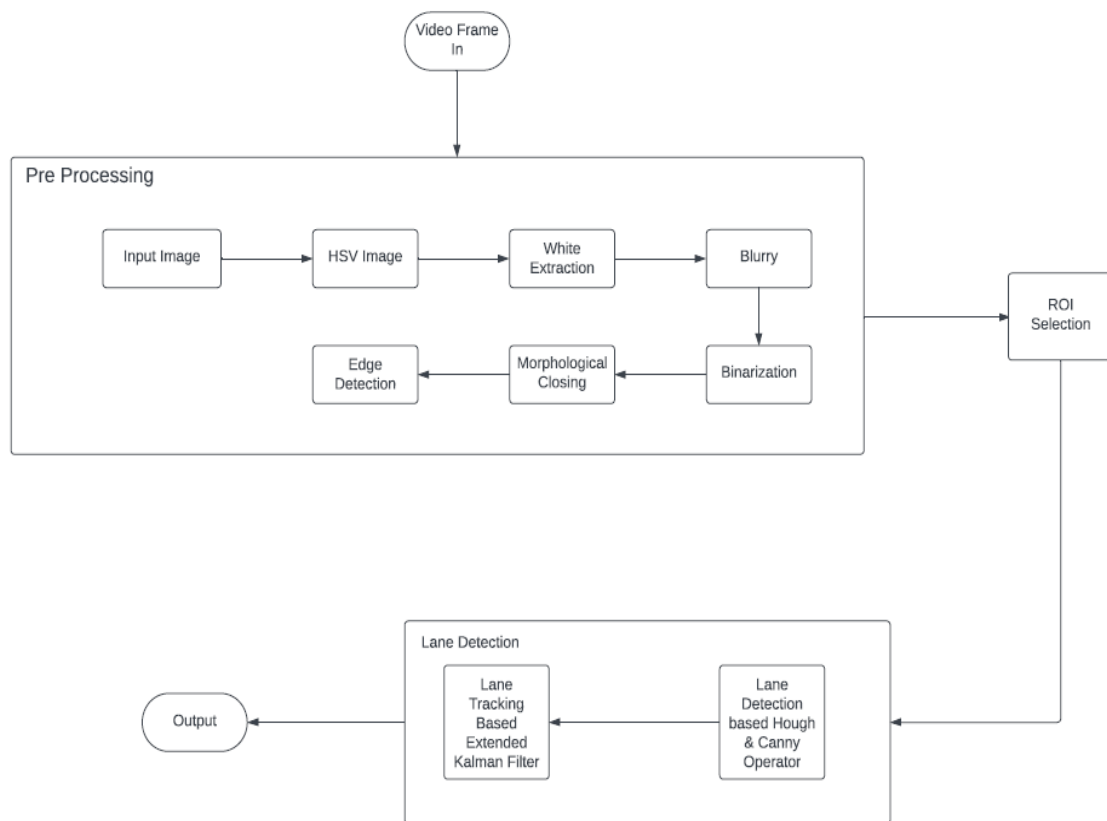 Video Frame
In
Pre Processing
Input Image
HSV Image
White
Extraction
Blurry
ROI
Selection
Edge
Detection
Morphological
Closing
Binarization
Lane Detection
Lane
Tracking
Based
Extended
Kalman Filter
Lane
Detection
based Hough
& Canny
Operator
Output